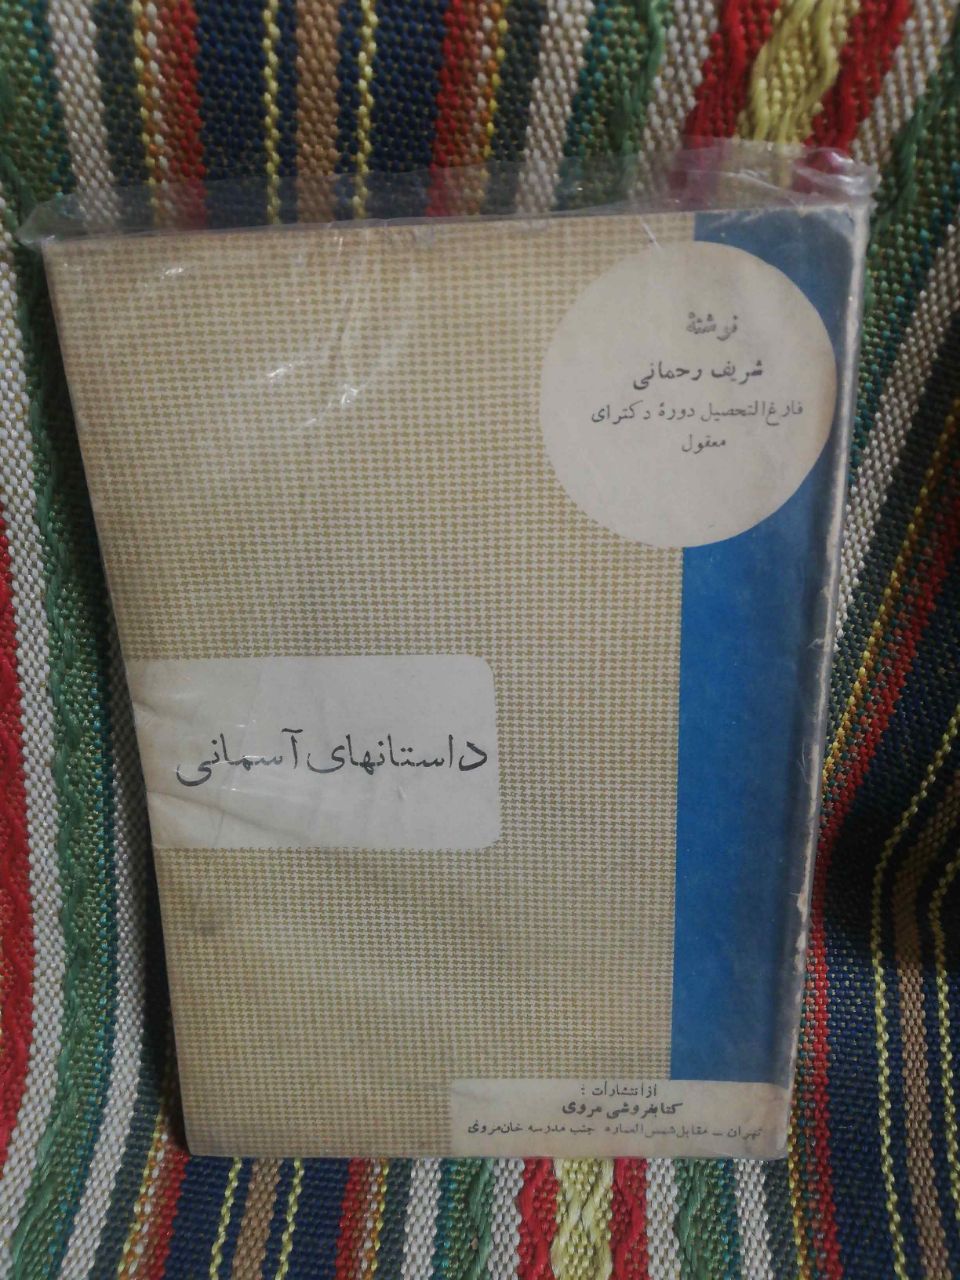 نوشتهٔ
شریف رحمانی
فارغ‌التحصیل دورهٔ دکترای
معقول
داستانهای آسمانی
از انتشارات :
کتابفروشی مروی
تهران - مقابل شمس‌العماره جنب مدرسه خان‌مروی